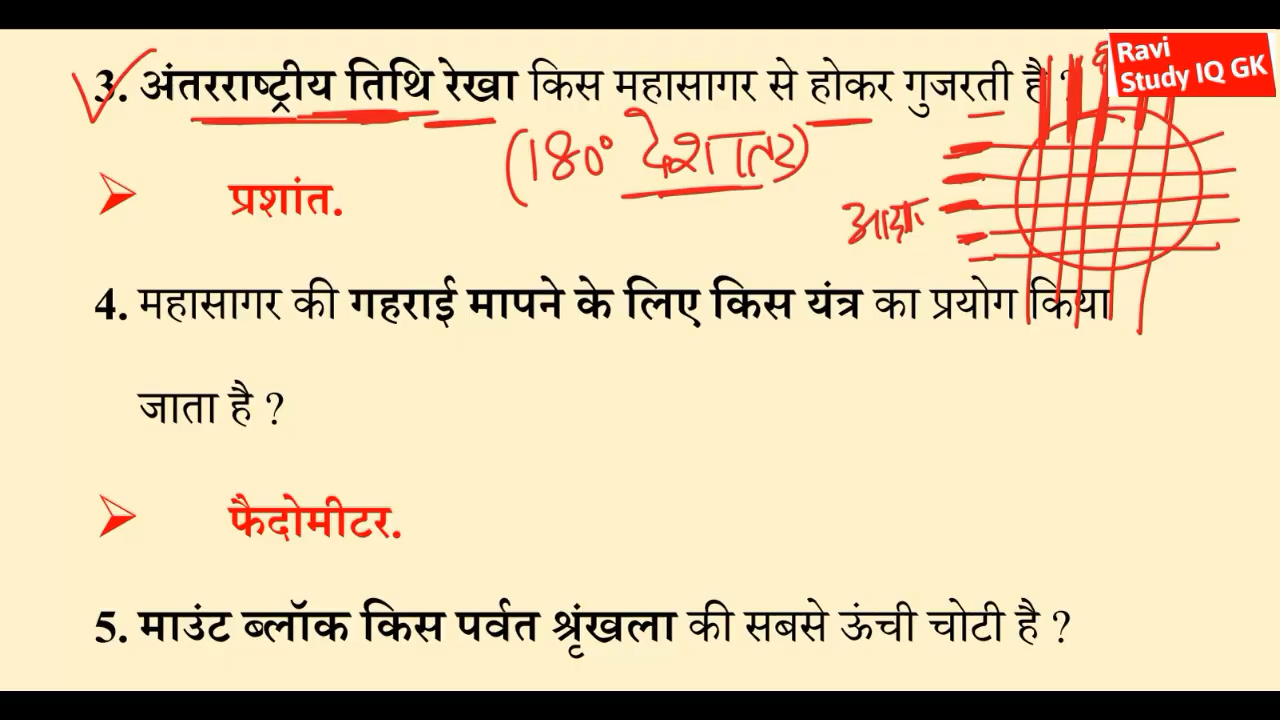 3. अंतरराष्ट्रीय तिथि रेखा किस महासागर से होकर गुजरती है ?
Ravi
Study IQ GK
(180° देशान्तर)
प्रशांत.
4. महासागर की गहराई मापने के लिए किस यंत्र का प्रयोग किया
जाता है ?
फैदोमीटर.
5. माउंट ब्लॉक किस पर्वत श्रृंखला की सबसे ऊंची चोटी है ?